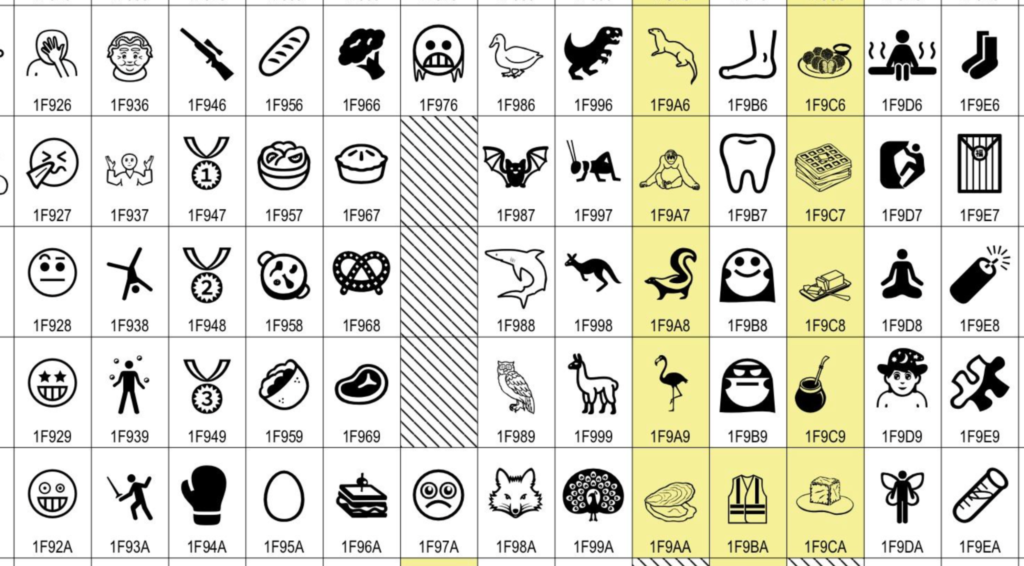 1F926 1F936 1F946 1F956 1F966 1F976 1F986 1F996 1F9A6 1F9B6 1F9C6 1F9D6 1F9E6
1
1F927 1F937 1F947 1F957 1F967 1F987 1F997 1F9A7 1F9B7 1F9C7 1F9D7 1F9E7
2
1F928 1F938 1F948 1F958 1F968 1F988 1F998 1F9A8 1F9B8 1F9C8 1F9D8 1F9E8
3
1F929 1F939 1F949 1F959 1F969 1F989 1F999 1F9A9 1F9B9 1F9C9 1F9D9 1F9E9
1F92A 1F93A 1F94A 1F95A 1F96A 1F97A 1F98A 1F99A 1F9AA 1F9BA 1F9CA 1F9DA 1F9EA